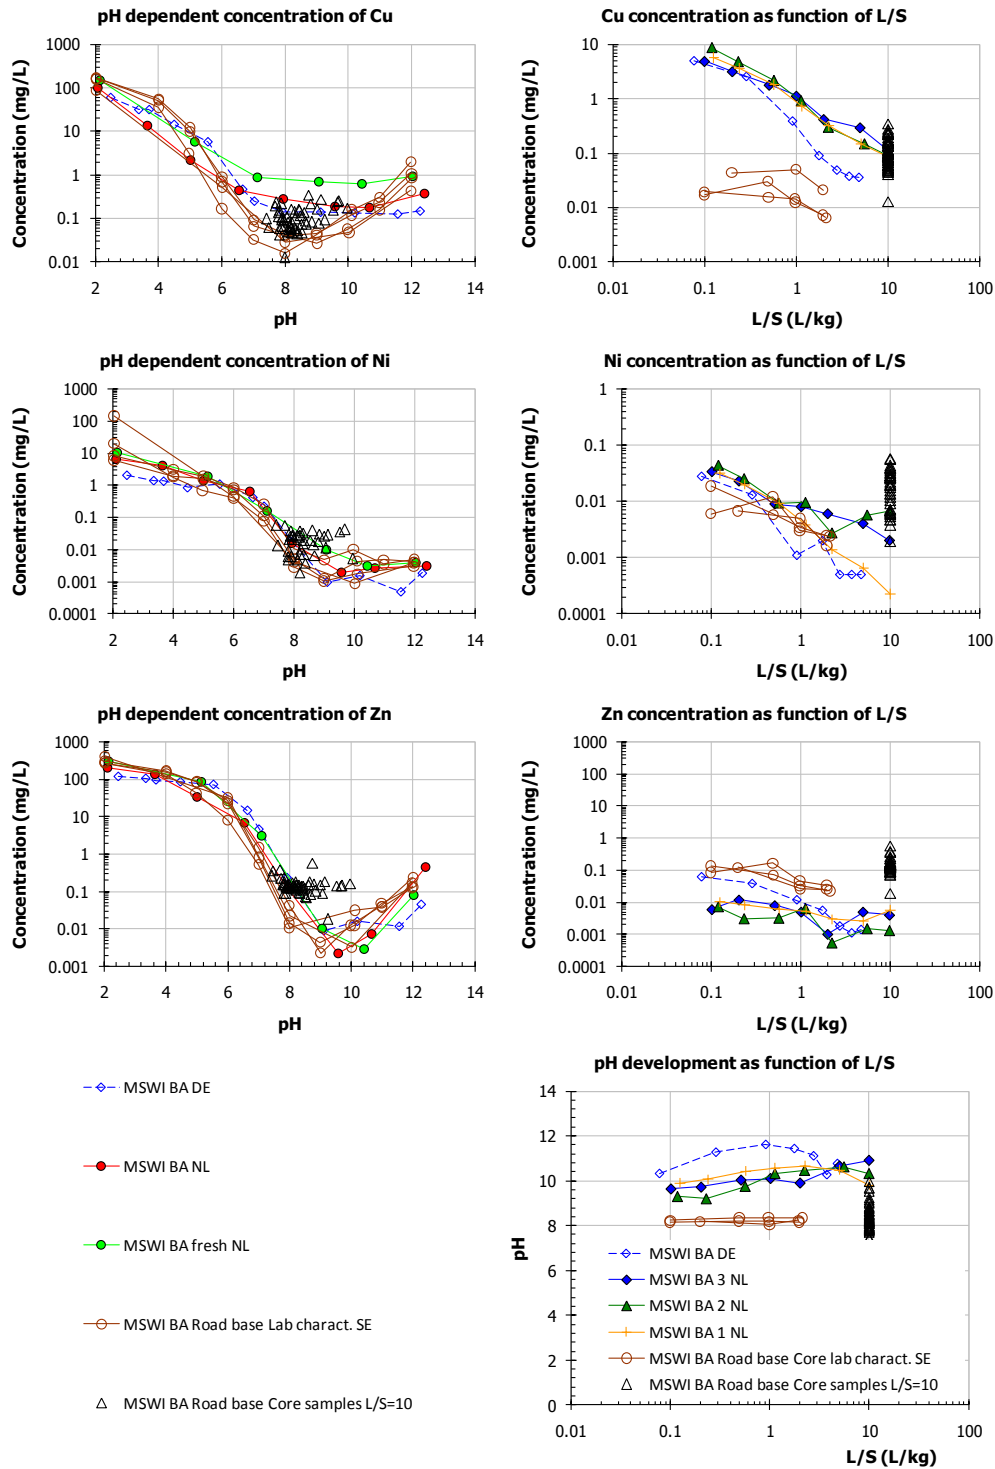 pH dependent concentration of Cu
Concentration (mg/L)
1000
100
10
1
0.1
0.01
2 4 6 8 10 12 14
pH
Cu concentration as function of L/S
Concentration (mg/L)
10
1
0.1
0.01
0.001
0.01 0.1 1 10 100
L/S (L/kg)
pH dependent concentration of Ni
Concentration (mg/L)
1000
100
10
1
0.1
0.01
0.001
0.0001
2 4 6 8 10 12 14
pH
Ni concentration as function of L/S
Concentration (mg/L)
1
0.1
0.01
0.001
0.0001
0.01 0.1 1 10 100
L/S (L/kg)
pH dependent concentration of Zn
Concentration (mg/L)
1000
100
10
1
0.1
0.01
0.001
2 4 6 8 10 12 14
pH
Zn concentration as function of L/S
Concentration (mg/L)
1000
100
10
1
0.1
0.01
0.001
0.0001
0.01 0.1 1 10 100
L/S (L/kg)
MSWI BA DE
MSWI BA NL
MSWI BA fresh NL
MSWI BA Road base Lab charact. SE
MSWI BA Road base Core samples L/S=10
pH development as function of L/S
pH
14
12
10
8
6
4
2
0
MSWI BA DE
MSWI BA 3 NL
MSWI BA 2 NL
MSWI BA 1 NL
MSWI BA Road base Core lab charact. SE
MSWI BA Road base Core samples L/S=10
0.01 0.1 1 10 100
L/S (L/kg)